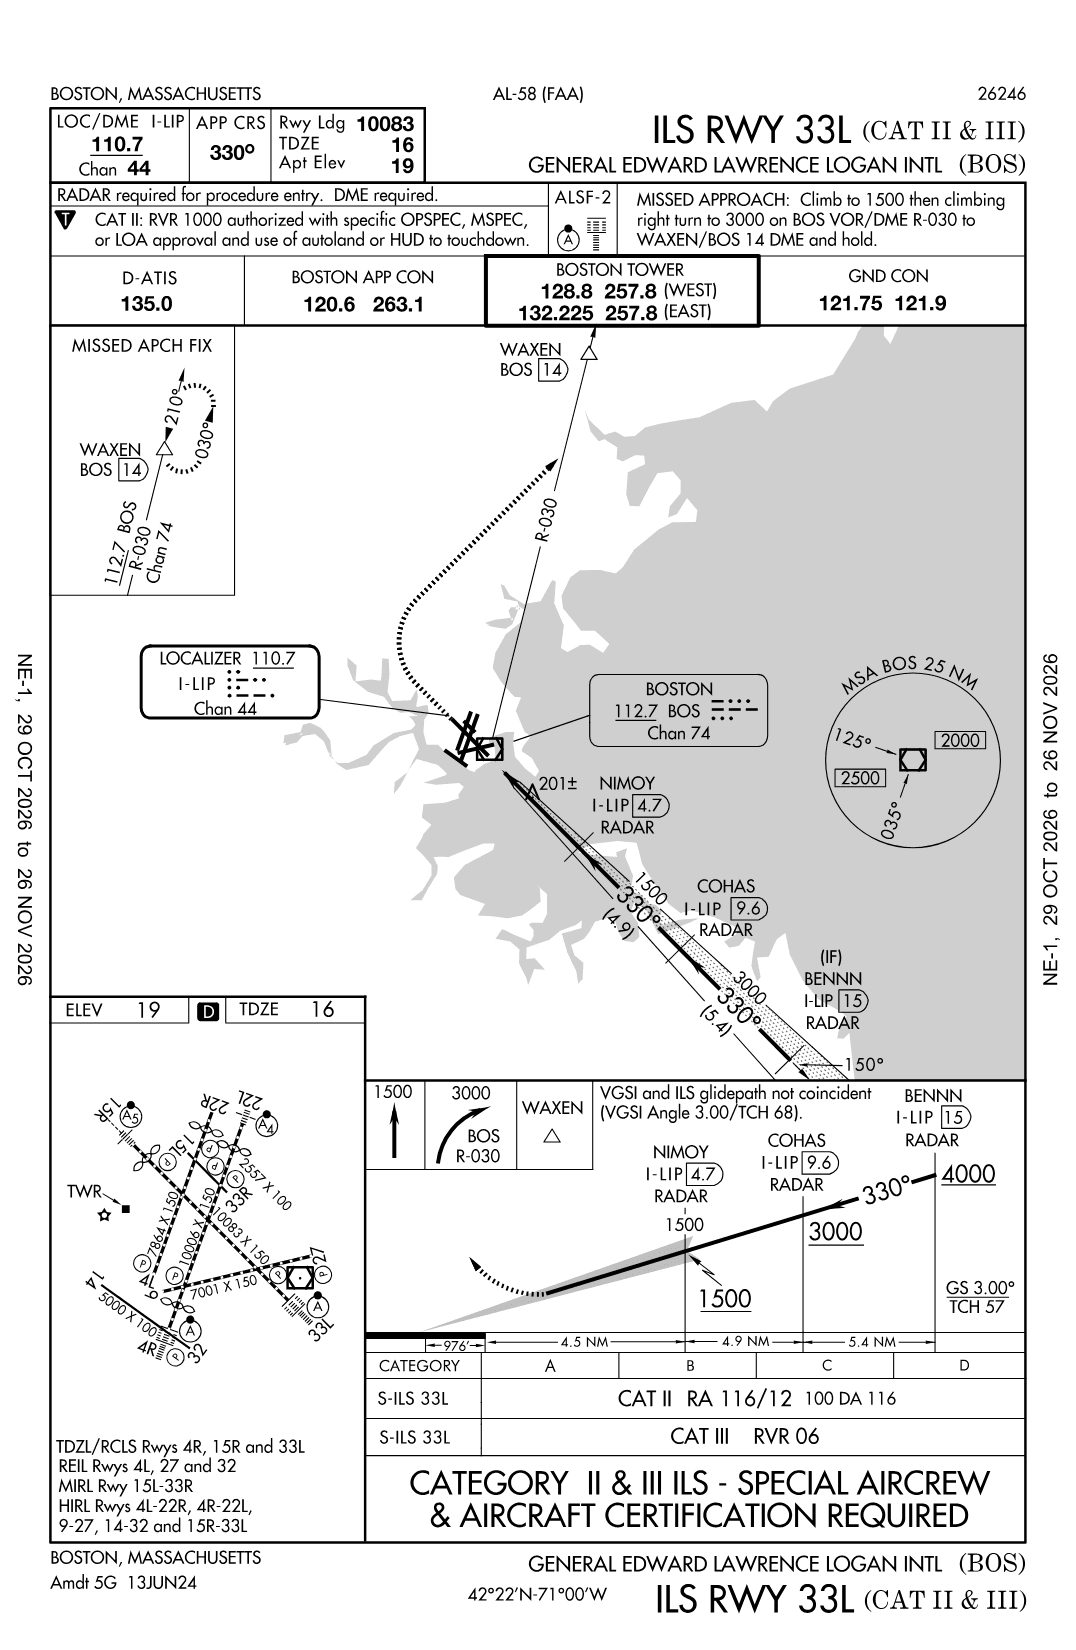 BOSTON, MASSACHUSETTS
AL-58 (FAA)
26246
LOC/DME I-LIP
110.7
Chan 44
APP CRS
330°
Rwy Ldg 10083
TDZE 16
Apt Elev 19
ILS RWY 33L (CAT II & III)
GENERAL EDWARD LAWRENCE LOGAN INTL (BOS)
RADAR required for procedure entry. DME required.
T
CAT II: RVR 1000 authorized with specific OPSPEC, MSPEC,
or LOA approval and use of autoland or HUD to touchdown.
ALSF-2
A
MISSED APPROACH: Climb to 1500 then climbing
right turn to 3000 on BOS VOR/DME R-030 to
WAXEN/BOS 14 DME and hold.
D-ATIS
135.0
BOSTON APP CON
120.6 263.1
BOSTON TOWER
128.8 257.8 (WEST)
132.225 257.8 (EAST)
GND CON
121.75 121.9
MISSED APCH FIX
210°
030°
WAXEN
BOS 14
112.7 BOS
R-030
Chan 74
WAXEN
BOS 14
R-030
LOCALIZER 110.7
I-LIP
Chan 44
BOSTON
112.7 BOS
Chan 74
MSA BOS 25 NM
125°
2000
2500
035°
201±
NIMOY
I-LIP 4.7
RADAR
1500
330°
(4.9)
COHAS
I-LIP 9.6
RADAR
3000
330°
(5.4)
(IF)
BENNN
I-LIP 15
RADAR
150°
NE-1, 29 OCT 2026 to 26 NOV 2026
NE-1, 29 OCT 2026 to 26 NOV 2026
ELEV 19
D
TDZE 16
15R
A5
22R
22L
A4
15L
P
P
P
P
2557 X 100
33R
TWR
7864 X 150
10006 X 150
10083 X 150
27
P
P
4L
P
P
9
7001 X 150
14
5000 X 100
A
33L
A
4R
P
32
TDZL/RCLS Rwys 4R, 15R and 33L
REIL Rwys 4L, 27 and 32
MIRL Rwy 15L-33R
HIRL Rwys 4L-22R, 4R-22L,
9-27, 14-32 and 15R-33L
1500
3000
BOS
R-030
WAXEN
VGSI and ILS glidepath not coincident
(VGSI Angle 3.00/TCH 68).
BENNN
I-LIP 15
RADAR
COHAS
I-LIP 9.6
RADAR
NIMOY
I-LIP 4.7
RADAR
1500
330°
4000
3000
1500
GS 3.00°
TCH 57
976'
4.5 NM
4.9 NM
5.4 NM
CATEGORY A B C D
S-ILS 33L CAT II RA 116/12 100 DA 116
S-ILS 33L CAT III RVR 06
CATEGORY II & III ILS - SPECIAL AIRCREW
& AIRCRAFT CERTIFICATION REQUIRED
BOSTON, MASSACHUSETTS
Amdt 5G 13JUN24
42°22'N-71°00'W
GENERAL EDWARD LAWRENCE LOGAN INTL (BOS)
ILS RWY 33L (CAT II & III)